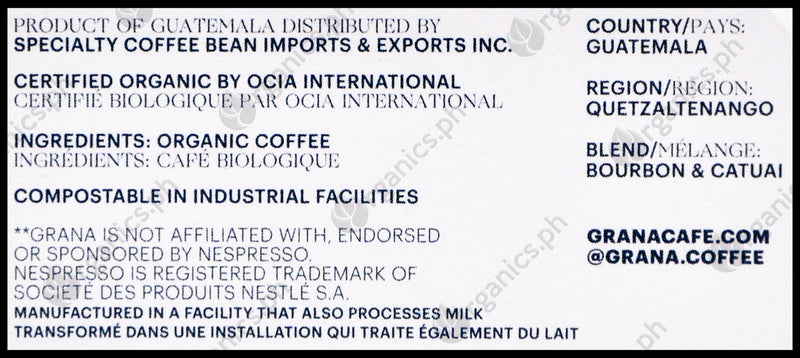 PRODUCT OF GUATEMALA DISTRIBUTED BY
SPECIALTY COFFEE BEAN IMPORTS & EXPORTS INC.
CERTIFIED ORGANIC BY OCIA INTERNATIONAL
CERTIFIÉ BIOLOGIQUE PAR OCIA INTERNATIONAL
INGREDIENTS: ORGANIC COFFEE
INGRÉDIENTS: CAFÉ BIOLOGIQUE
COMPOSTABLE IN INDUSTRIAL FACILITIES
**GRANA IS NOT AFFILIATED WITH, ENDORSED
OR SPONSORED BY NESPRESSO.
NESPRESSO IS REGISTERED TRADEMARK OF
SOCIÉTÉ DES PRODUITS NESTLÉ S.A.
MANUFACTURED IN A FACILITY THAT ALSO PROCESSES MILK
TRANSFORMÉ DANS UNE INSTALLATION QUI TRAITE ÉGALEMENT DU LAIT
COUNTRY/PAYS:
GUATEMALA
REGION/RÉGION:
QUETZALTENANGO
BLEND/MÉLANGE:
BOURBON & CATUAI
GRANACAFE.COM
@GRANA.COFFEE
Organics.ph